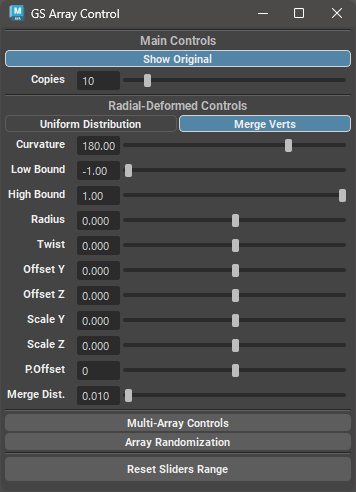 GS Array Control
Main Controls
Show Original
Copies 10
Radial-Deformed Controls
Uniform Distribution Merge Verts
Curvature 180.00
Low Bound -1.00
High Bound 1.00
Radius 0.000
Twist 0.000
Offset Y 0.000
Offset Z 0.000
Scale Y 0.000
Scale Z 0.000
P.Offset 0
Merge Dist. 0.010
Multi-Array Controls
Array Randomization
Reset Sliders Range